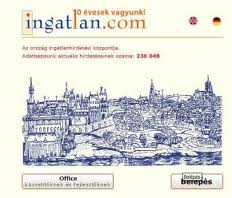 10 évesek vagyunk!
ingatlan.com
Az ország ingatlanhirdetési központja.
Adatbázisunk aktuális hirdetéseinek száma: 236 048
Office
közvetítőknek és fejlesztőknek
Belépés
Belépés